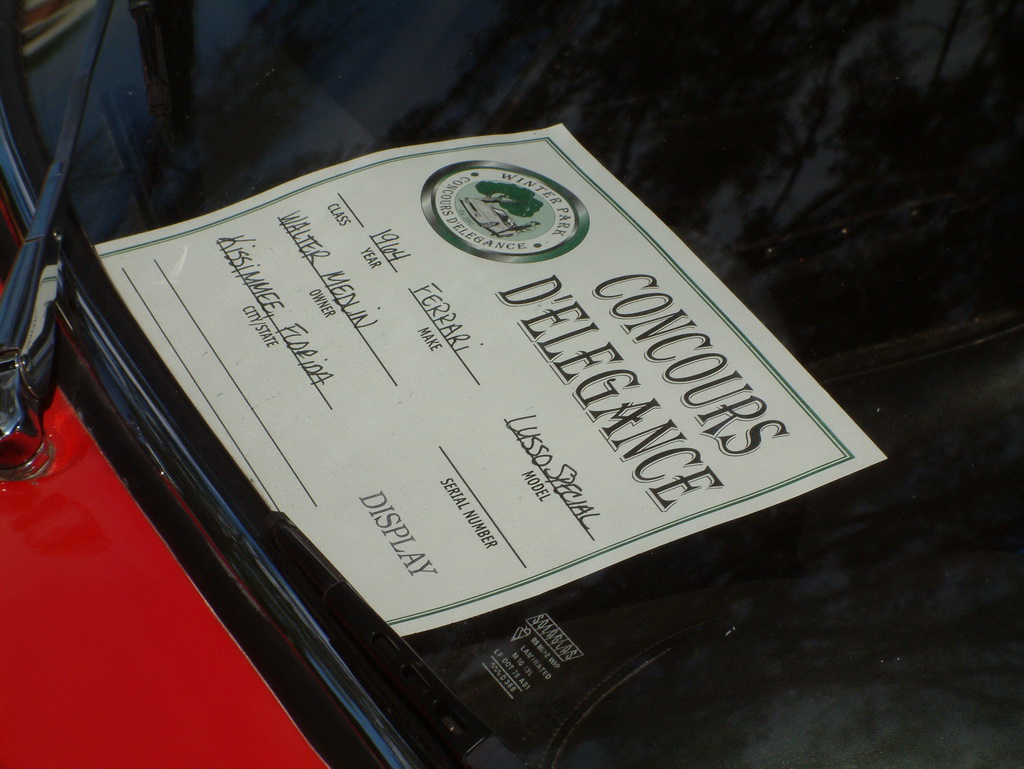 WINTER PARK
CONCOURS D'ELEGANCE
CONCOURS
D'ELEGANCE
1964 FERRARI LUSSO SPECIAL
CLASS YEAR MAKE MODEL
WALTER MEDLIN
OWNER SERIAL NUMBER
KISSIMMEE, FLORIDA
CITY/STATE
DISPLAY
LAMINATED